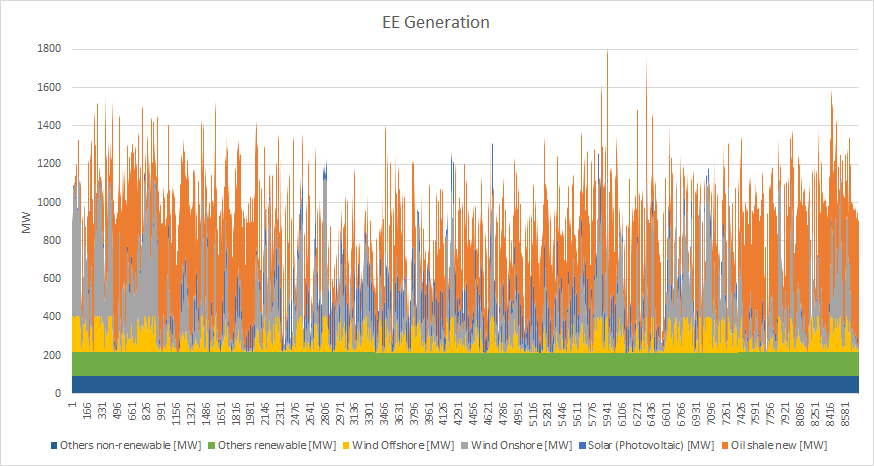 EE Generation
1800
1600
1400
1200
1000
800
600
400
200
0
MW
1 166 331 496 661 826 991 1156 1321 1486 1651 1816 1981 2146 2311 2476 2641 2806 2971 3136 3301 3466 3631 3796 3961 4126 4291 4456 4621 4786 4951 5116 5281 5446 5611 5776 5941 6106 6271 6436 6601 6766 6931 7096 7261 7426 7591 7756 7921 8086 8251 8416 8581
Others non-renewable [MW] Others renewable [MW] Wind Offshore [MW] Wind Onshore [MW] Solar (Photovoltaic) [MW] Oil shale new [MW]